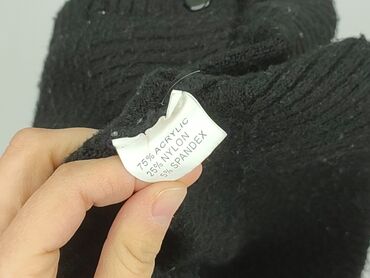 75% ACRYLIC
25% NYLON
5% SPANDEX